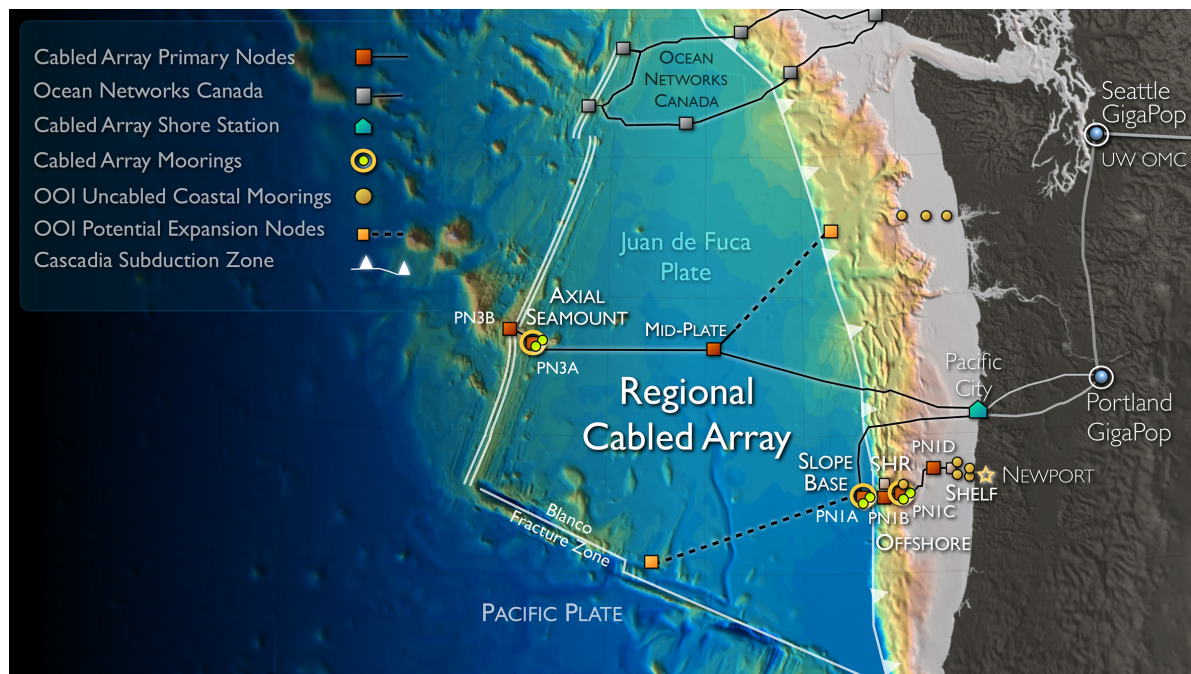 Cabled Array Primary Nodes
Ocean Networks Canada
Cabled Array Shore Station
Cabled Array Moorings
OOI Uncabled Coastal Moorings
OOI Potential Expansion Nodes
Cascadia Subduction Zone
OCEAN
NETWORKS
CANADA
Seattle
GigaPop
UW OMC
Juan de Fuca
Plate
AXIAL
SEAMOUNT
PN3B
PN3A
MID-PLATE
Regional
Cabled Array
Pacific
City
Portland
GigaPop
SLOPE
BASE
SHR
PN1D
NEWPORT
SHELF
PN1A
PN1B
PN1C
OFFSHORE
Blanco
Fracture Zone
PACIFIC PLATE